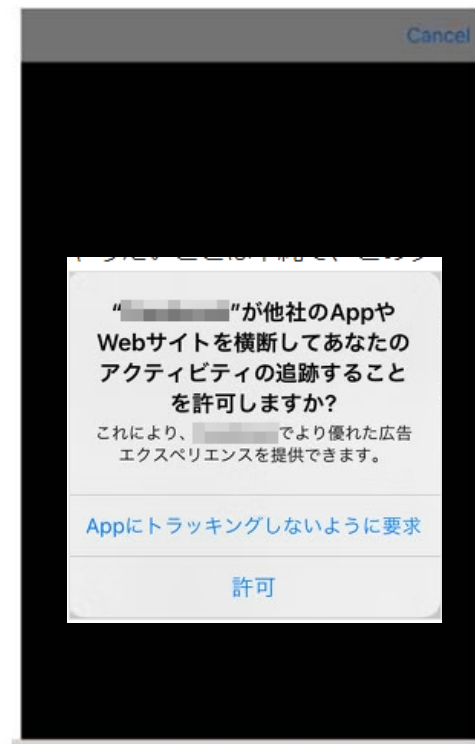 Cancel
“ ”が他社のAppや
Webサイトを横断してあなたの
アクティビティの追跡すること
を許可しますか?
これにより、 でより優れた広告
エクスペリエンスを提供できます。
Appにトラッキングしないように要求
許可